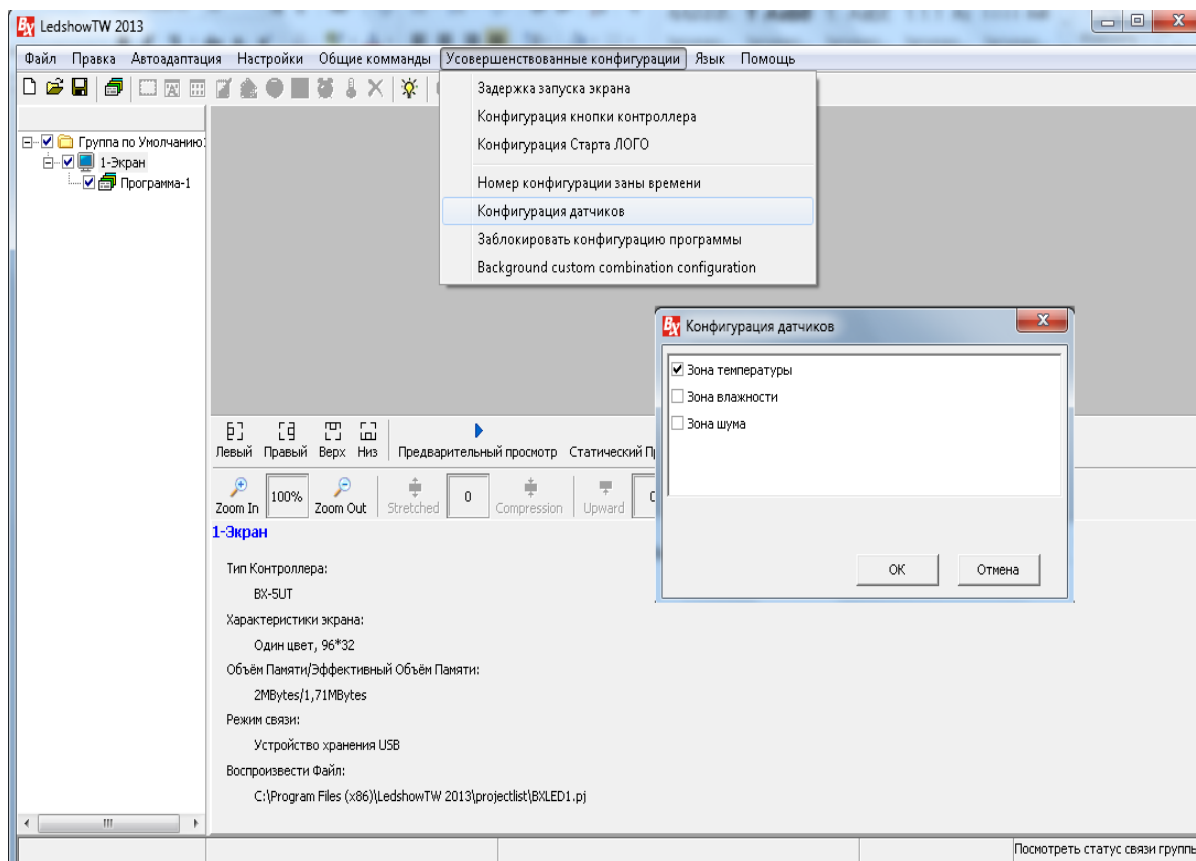 LedshowTW 2013
Файл Правка Автоадаптация Настройки Общие комманды Усовершенствованные конфигурации Язык Помощь
Задержка запуска экрана
Конфигурация кнопки контроллера
Конфигурация Старта ЛОГО
Номер конфигурации заны времени
Конфигурация датчиков
Заблокировать конфигурацию программы
Background custom combination configuration
Группа по Умолчанию
1-Экран
Программа-1
Конфигурация датчиков
Зона температуры
Зона влажности
Зона шума
OK Отмена
Левый Правый Верх Низ Предварительный просмотр Статический П
Zoom In 100% Zoom Out Stretched 0 Compression Upward
1-Экран
Тип Контроллера:
BX-5UT
Характеристики экрана:
Один цвет, 96*32
Объём Памяти/Эффективный Объём Памяти:
2MBytes/1,71MBytes
Режим связи:
Устройство хранения USB
Воспроизвести Файл:
C:\Program Files (x86)\LedshowTW 2013\projectlist\BXLED1.pj
Посмотреть статус связи группы